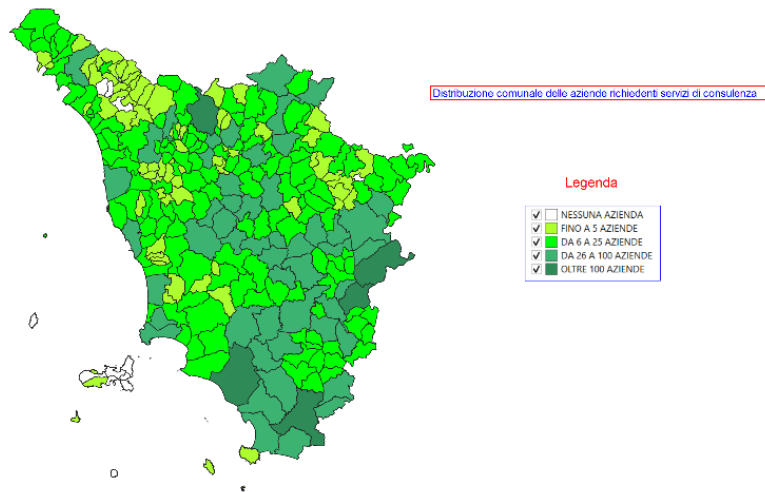 Distribuzione comunale delle aziende richiedenti servizi di consulenza
Legenda
NESSUNA AZIENDA
FINO A 5 AZIENDE
DA 6 A 25 AZIENDE
DA 26 A 100 AZIENDE
OLTRE 100 AZIENDE